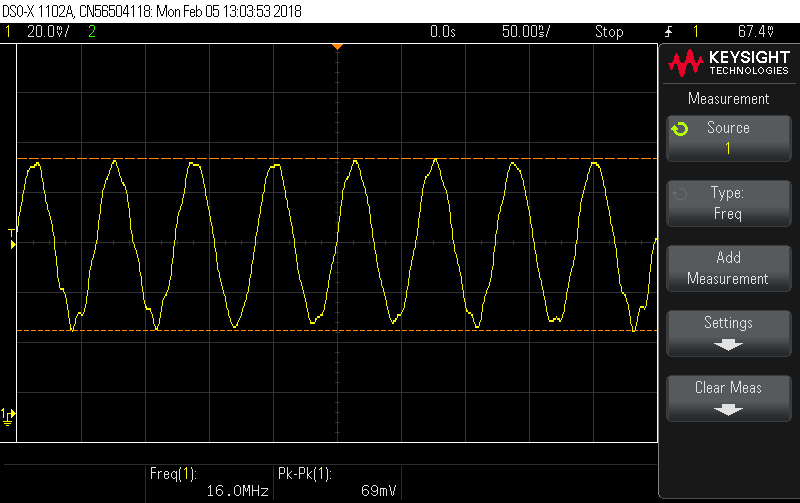 DSO-X 1102A, CN56504118: Mon Feb 05 13:03:53 2018
1 20.0V/ 2 0.0s 50.00s/ Stop 1 67.4V
KEYSIGHT
TECHNOLOGIES
Measurement
Source
1
Type:
Freq
Add
Measurement
Settings
Clear Meas
T
1
Freq(1): Pk-Pk(1):
16.0MHz 69mV